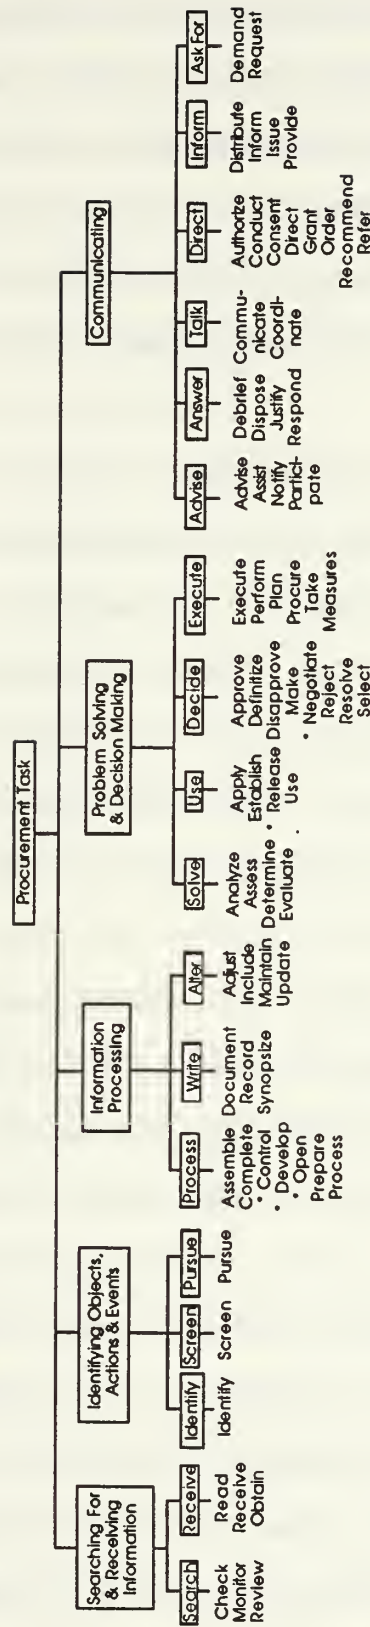 Procurement Task
Searching For
& Receiving
Information
Search
Check
Monitor
Review
Receive
Read
Receive
Obtain
Identifying Objects,
Actions & Events
Identify
Identify
Screen
Screen
Pursue
Pursue
Information
Processing
Process
Assemble
Complete
• Control
• Develop
• Open
Prepare
Process
Write
Document
Record
Synopsize
Alter
Adjust
Include
Maintain
Update
Problem Solving
& Decision Making
Solve
Analyze
Assess
Determine
Evaluate
Use
Apply
Establish
• Release
Use
Decide
Approve
Definitize
Disapprove
Make
• Negotiate
Reject
Resolve
Select
Execute
Execute
Perform
Plan
Procure
Take
Measures
Communicating
Advise
Advise
Assist
Notify
Partici-
pate
Answer
Debrief
Dispose
Justify
Respond
Talk
Commu-
nicate
Coordi-
nate
Direct
Authorize
Conduct
Consent
Direct
Grant
Order
Recommend
Refer
Inform
Distribute
Inform
Issue
Provide
Ask For
Demand
Request